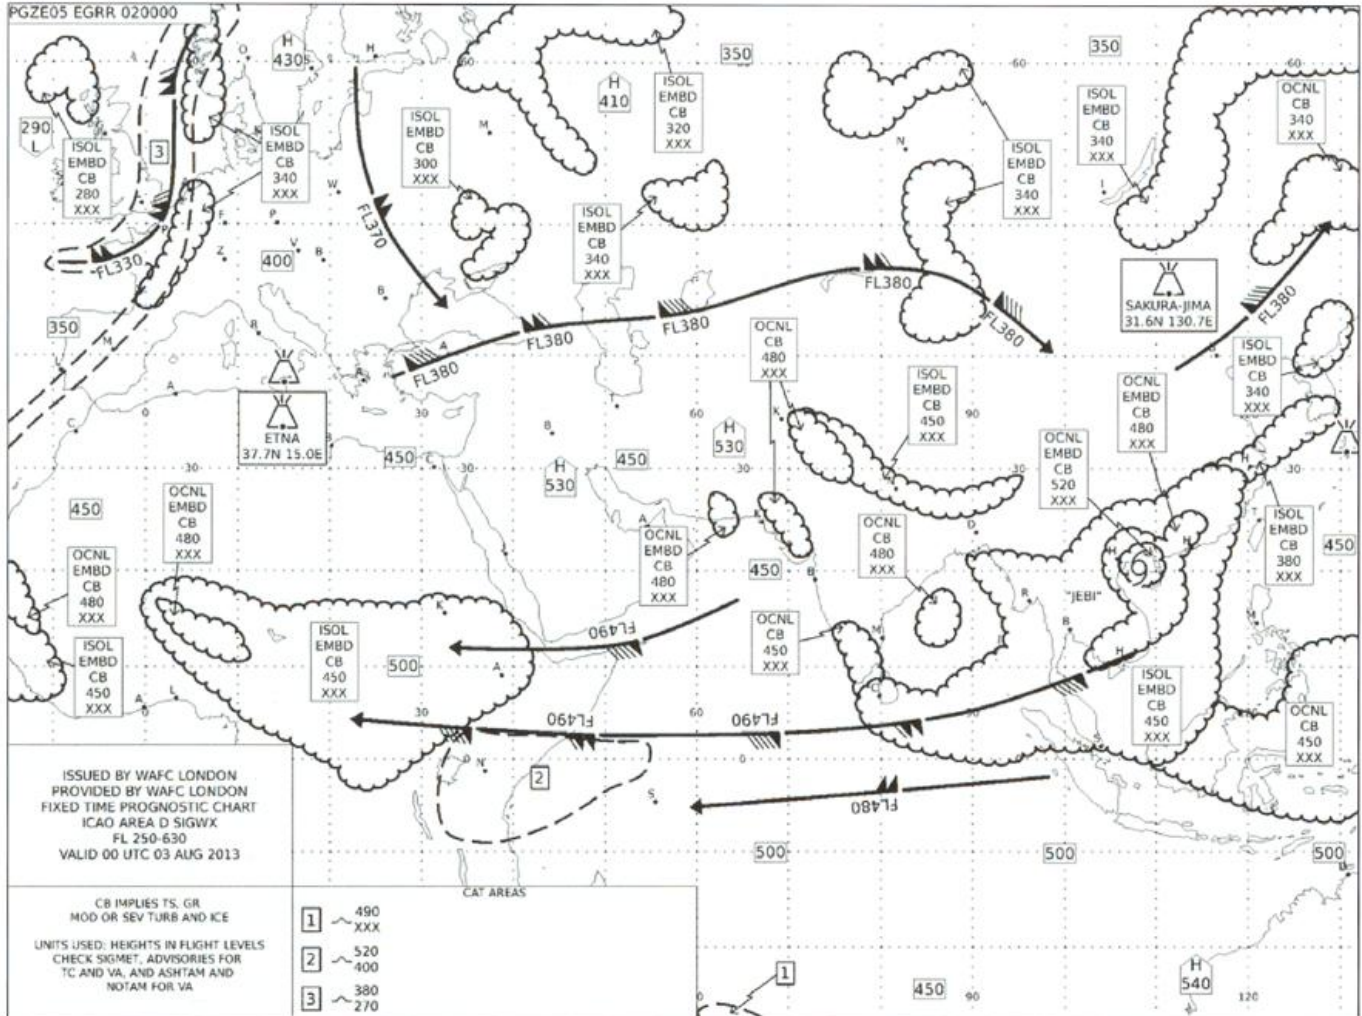 PGZE05 EGRR 020000
H
430
350
350
ISOL
EMBD
CB
320
XXX
H
410
OCNL
CB
340
XXX
ISOL
EMBD
CB
340
XXX
290
L
ISOL
EMBD
CB
280
XXX
3
ISOL
EMBD
CB
340
XXX
ISOL
EMBD
CB
300
XXX
ISOL
EMBD
CB
340
XXX
ISOL
EMBD
CB
340
XXX
FL370
FL330
400
FL380
FL380
FL380
FL380
FL380
FL380
SAKURA-JIMA
31.6N 130.7E
350
OCNL
CB
480
XXX
ISOL
EMBD
CB
450
XXX
OCNL
EMBD
CB
480
XXX
ISOL
EMBD
CB
340
XXX
ETNA
37.7N 15.0E
450
H
530
450
H
530
OCNL
EMBD
CB
520
XXX
450
OCNL
EMBD
CB
480
XXX
OCNL
EMBD
CB
480
XXX
OCNL
EMBD
CB
480
XXX
450
OCNL
CB
480
XXX
ISOL
EMBD
CB
380
XXX
450
"JEBI"
ISOL
EMBD
CB
450
XXX
ISOL
EMBD
CB
450
XXX
500
FL490
OCNL
CB
450
XXX
ISOL
EMBD
CB
450
XXX
OCNL
CB
450
XXX
FL490
FL490
2
FL480
500
500
500
ISSUED BY WAFC LONDON
PROVIDED BY WAFC LONDON
FIXED TIME PROGNOSTIC CHART
ICAO AREA D SIGWX
FL 250-630
VALID 00 UTC 03 AUG 2013
CB IMPLIES TS, GR
MOD OR SEV TURB AND ICE
UNITS USED: HEIGHTS IN FLIGHT LEVELS
CHECK SIGMET, ADVISORIES FOR
TC AND VA, AND ASHTAM AND
NOTAM FOR VA
CAT AREAS
1 490
XXX
2 520
400
3 380
270
1
450
H
540
90
120